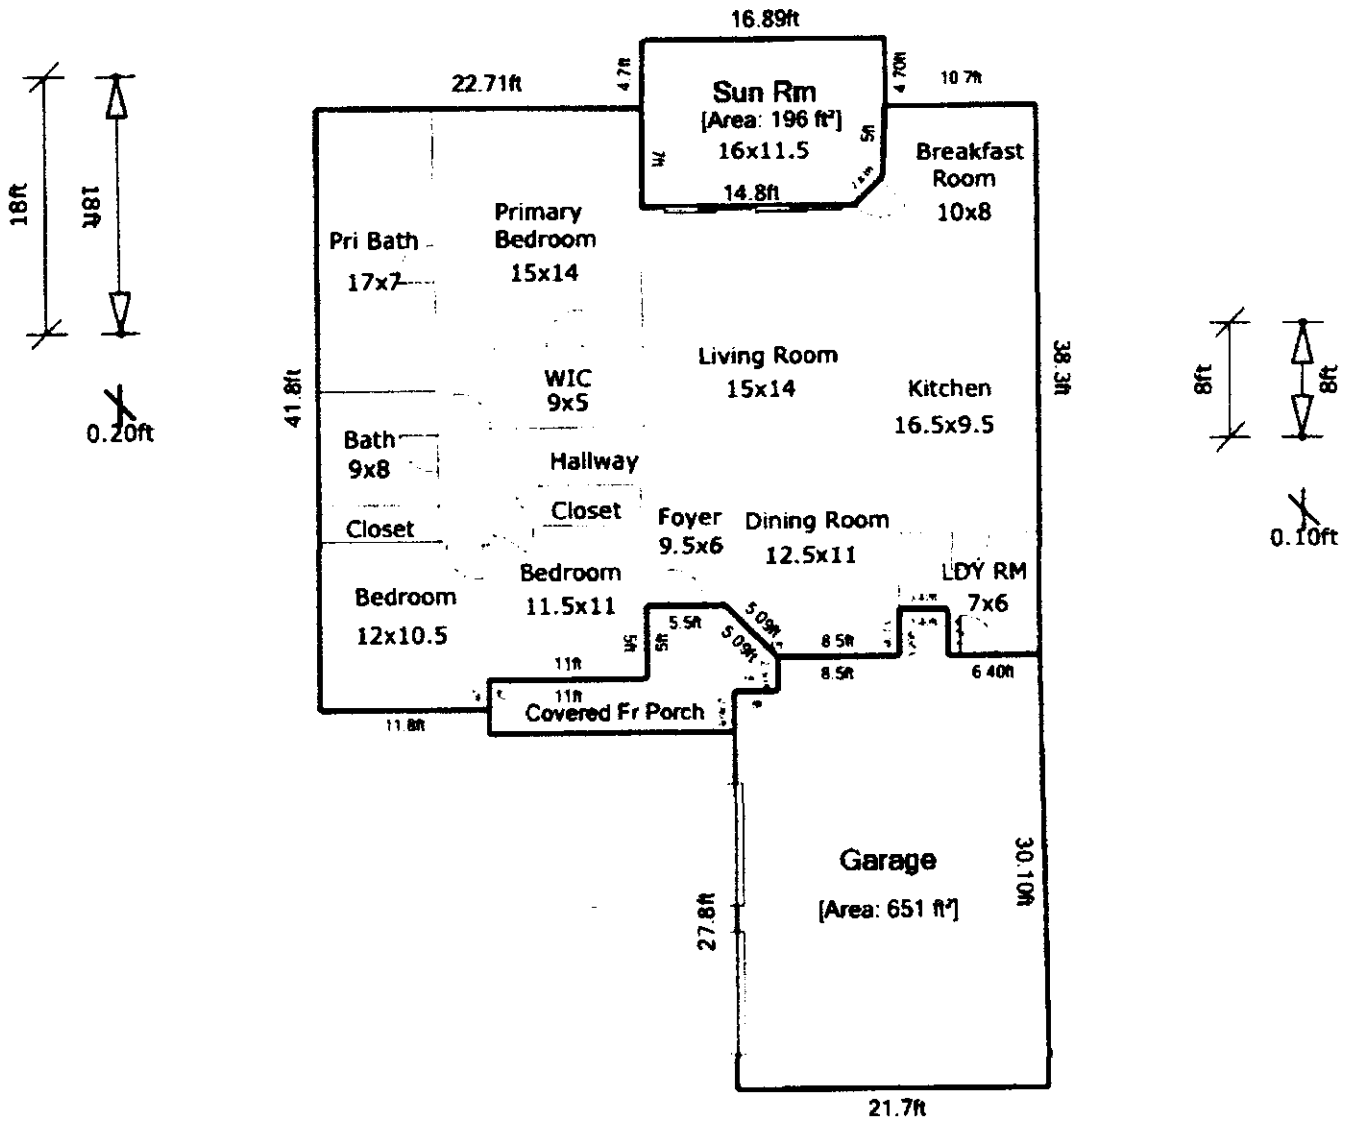 16.89ft
4.7ft
4.70ft
10.7ft
22.71ft
Sun Rm
[Area: 196 ft²]
16x11.5
7ft
5ft
14.8ft
Breakfast
Room
10x8
18ft
18ft
Primary
Bedroom
15x14
Pri Bath
17x7
41.8ft
0.20ft
WIC
9x5
Living Room
15x14
Kitchen
16.5x9.5
38.3ft
8ft
8ft
0.10ft
Bath
9x8
Hallway
Closet
Closet
Foyer
9.5x6
Dining Room
12.5x11
LDY RM
7x6
Bedroom
11.5x11
Bedroom
12x10.5
5.5ft
5ft
5ft
5.09ft
5.09ft
8.5ft
8.5ft
6.40ft
11ft
11ft
Covered Fr Porch
11.8ft
Garage
[Area: 651 ft²]
30.10ft
27.8ft
21.7ft